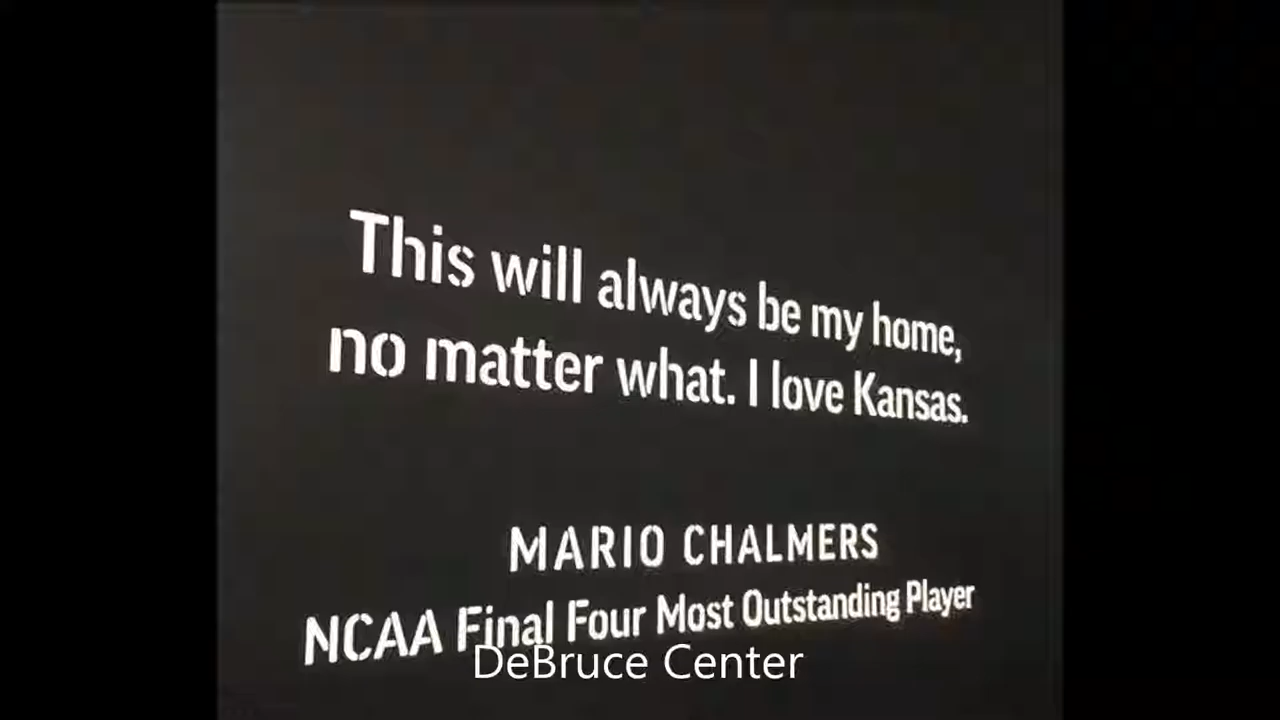 This will always be my home,
no matter what. I love Kansas.
MARIO CHALMERS
NCAA Final Four Most Outstanding Player
DeBruce Center